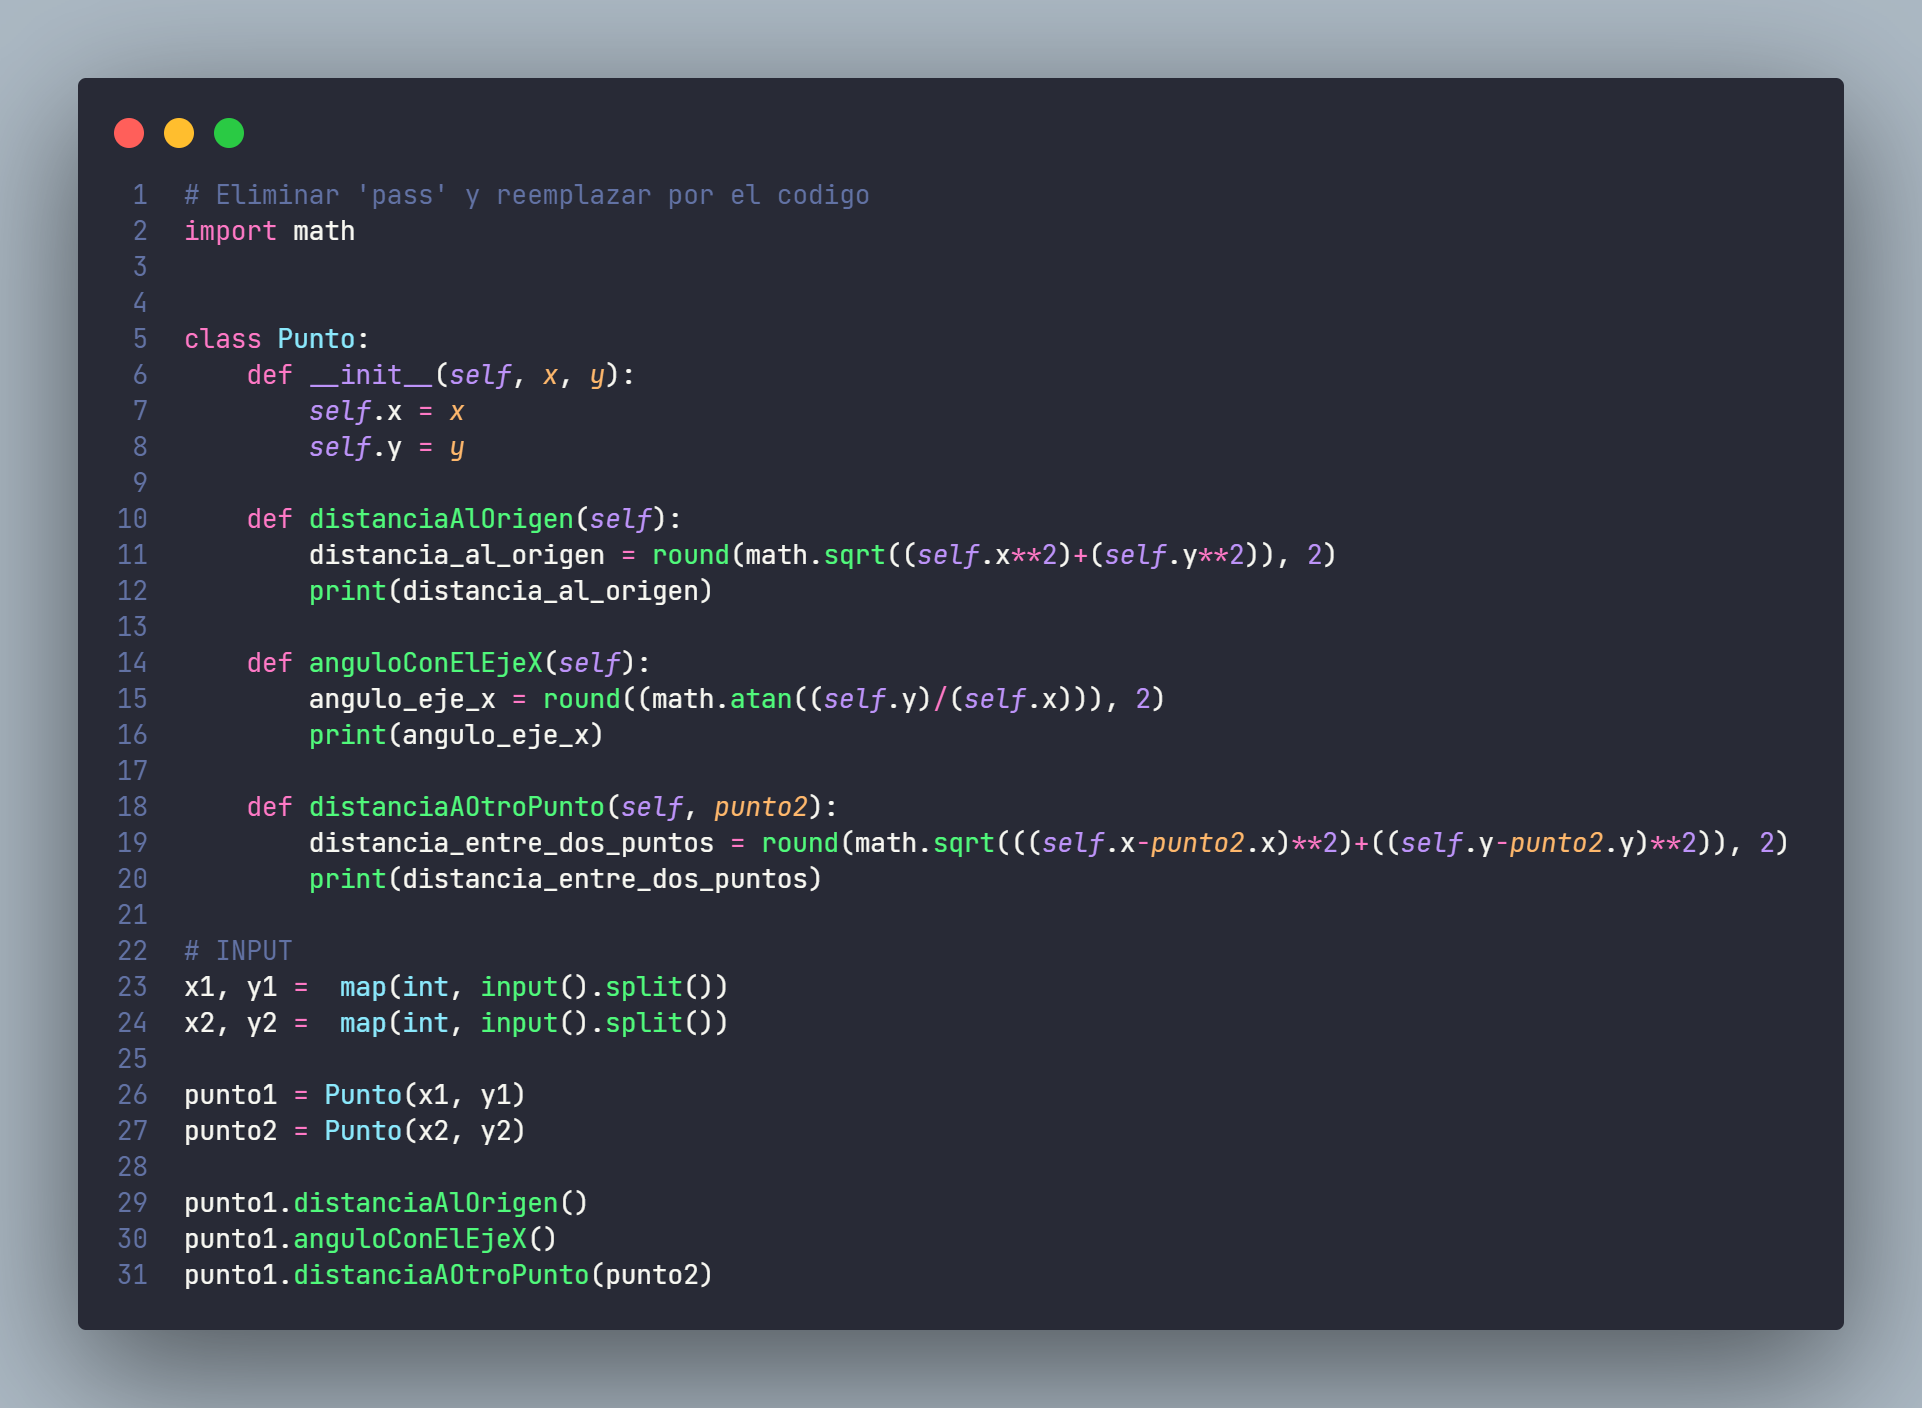 1 # Eliminar 'pass' y reemplazar por el codigo
2 import math
3
4
5 class Punto:
6     def __init__(self, x, y):
7         self.x = x
8         self.y = y
9
10     def distanciaAlOrigen(self):
11         distancia_al_origen = round(math.sqrt((self.x**2)+(self.y**2)), 2)
12         print(distancia_al_origen)
13
14     def anguloConElEjeX(self):
15         angulo_eje_x = round((math.atan((self.y)/(self.x))), 2)
16         print(angulo_eje_x)
17
18     def distanciaAOtroPunto(self, punto2):
19         distancia_entre_dos_puntos = round(math.sqrt(((self.x-punto2.x)**2)+((self.y-punto2.y)**2)), 2)
20         print(distancia_entre_dos_puntos)
21
22 # INPUT
23 x1, y1 =  map(int, input().split())
24 x2, y2 =  map(int, input().split())
25
26 punto1 = Punto(x1, y1)
27 punto2 = Punto(x2, y2)
28
29 punto1.distanciaAlOrigen()
30 punto1.anguloConElEjeX()
31 punto1.distanciaAOtroPunto(punto2)